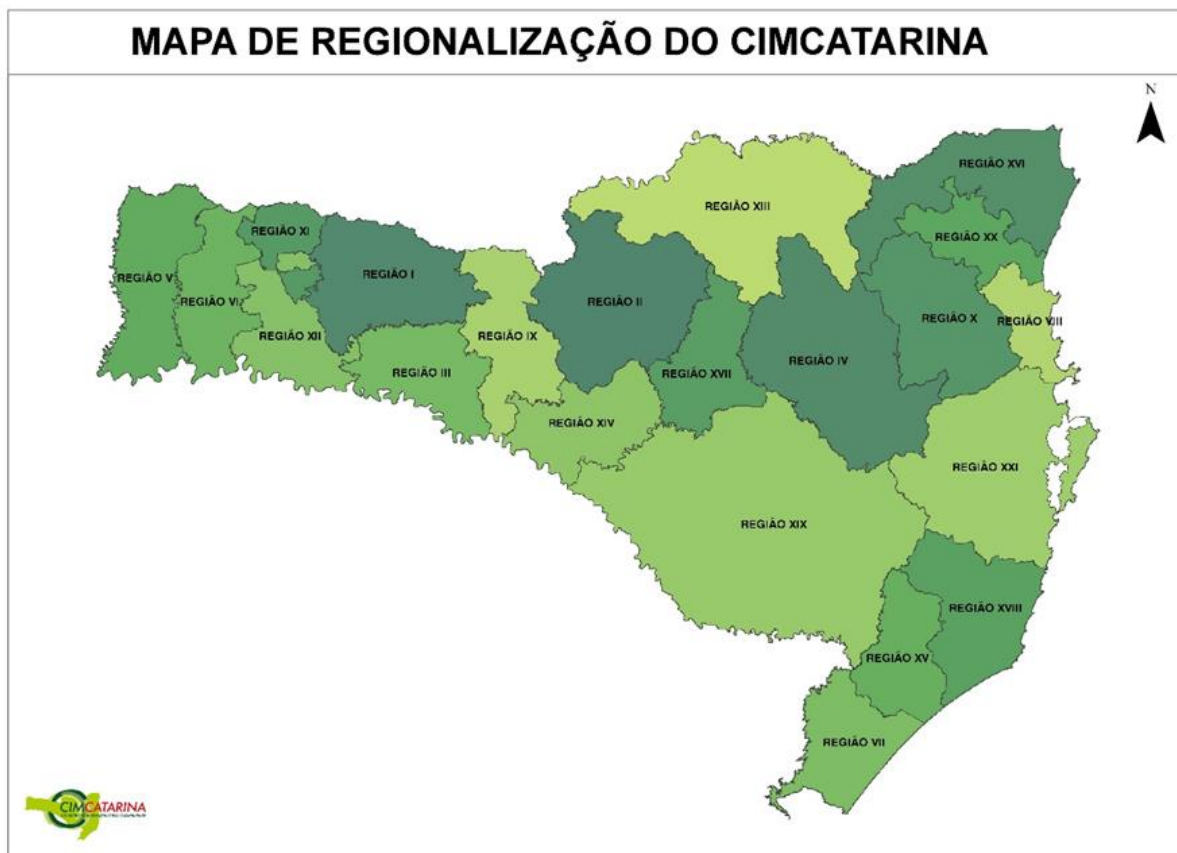 MAPA DE REGIONALIZAÇÃO DO CIMCATARINA
N
REGIÃO XVI
REGIÃO XIII
REGIÃO XI
REGIÃO XX
REGIÃO V
REGIÃO I
REGIÃO VI
REGIÃO II
REGIÃO X
REGIÃO VIII
REGIÃO XII
REGIÃO IX
REGIÃO IV
REGIÃO III
REGIÃO XVII
REGIÃO XIV
REGIÃO XXI
REGIÃO XIX
REGIÃO XVIII
REGIÃO XV
REGIÃO VII
CIMCATARINA